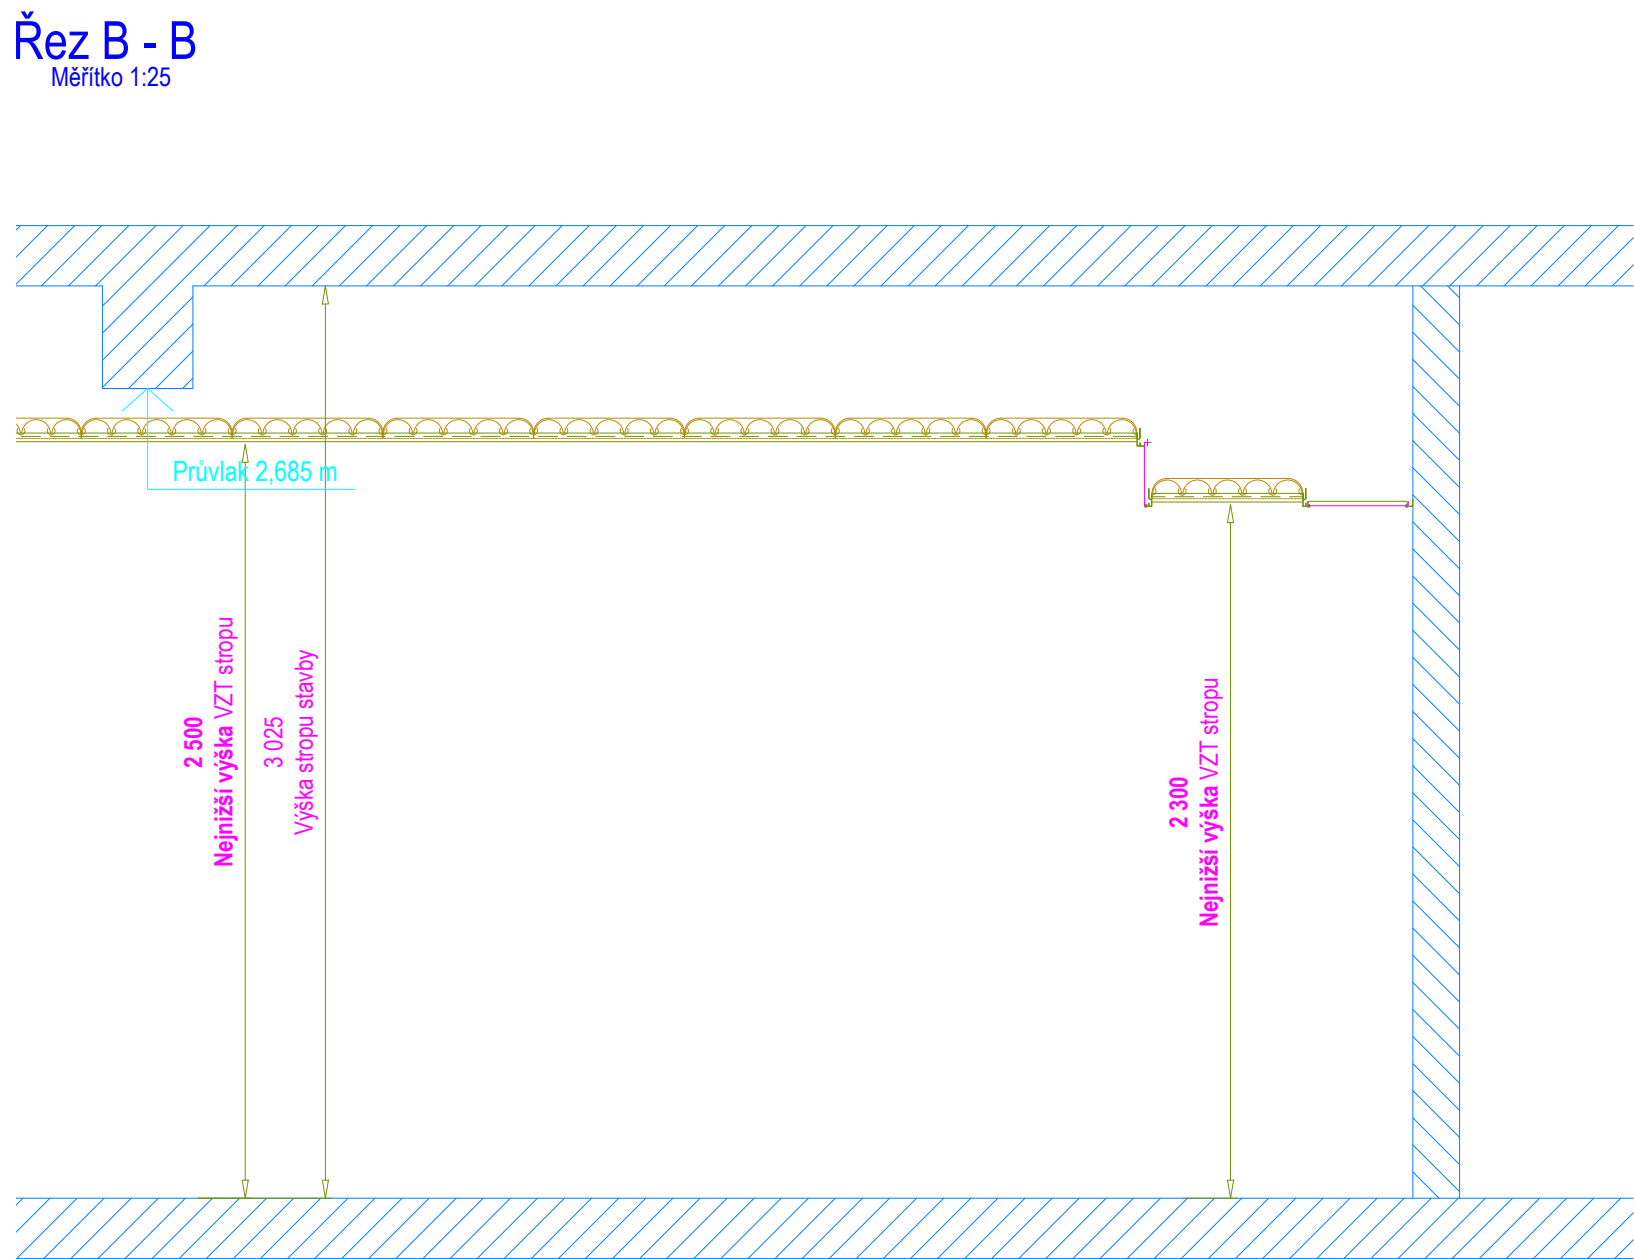 Řez B - B
Měřítko 1:25
Průvlak 2,685 m
2 500
Nejnižší výška VZT stropu
3 025
Výška stropu stavby
2 300
Nejnižší výška VZT stropu